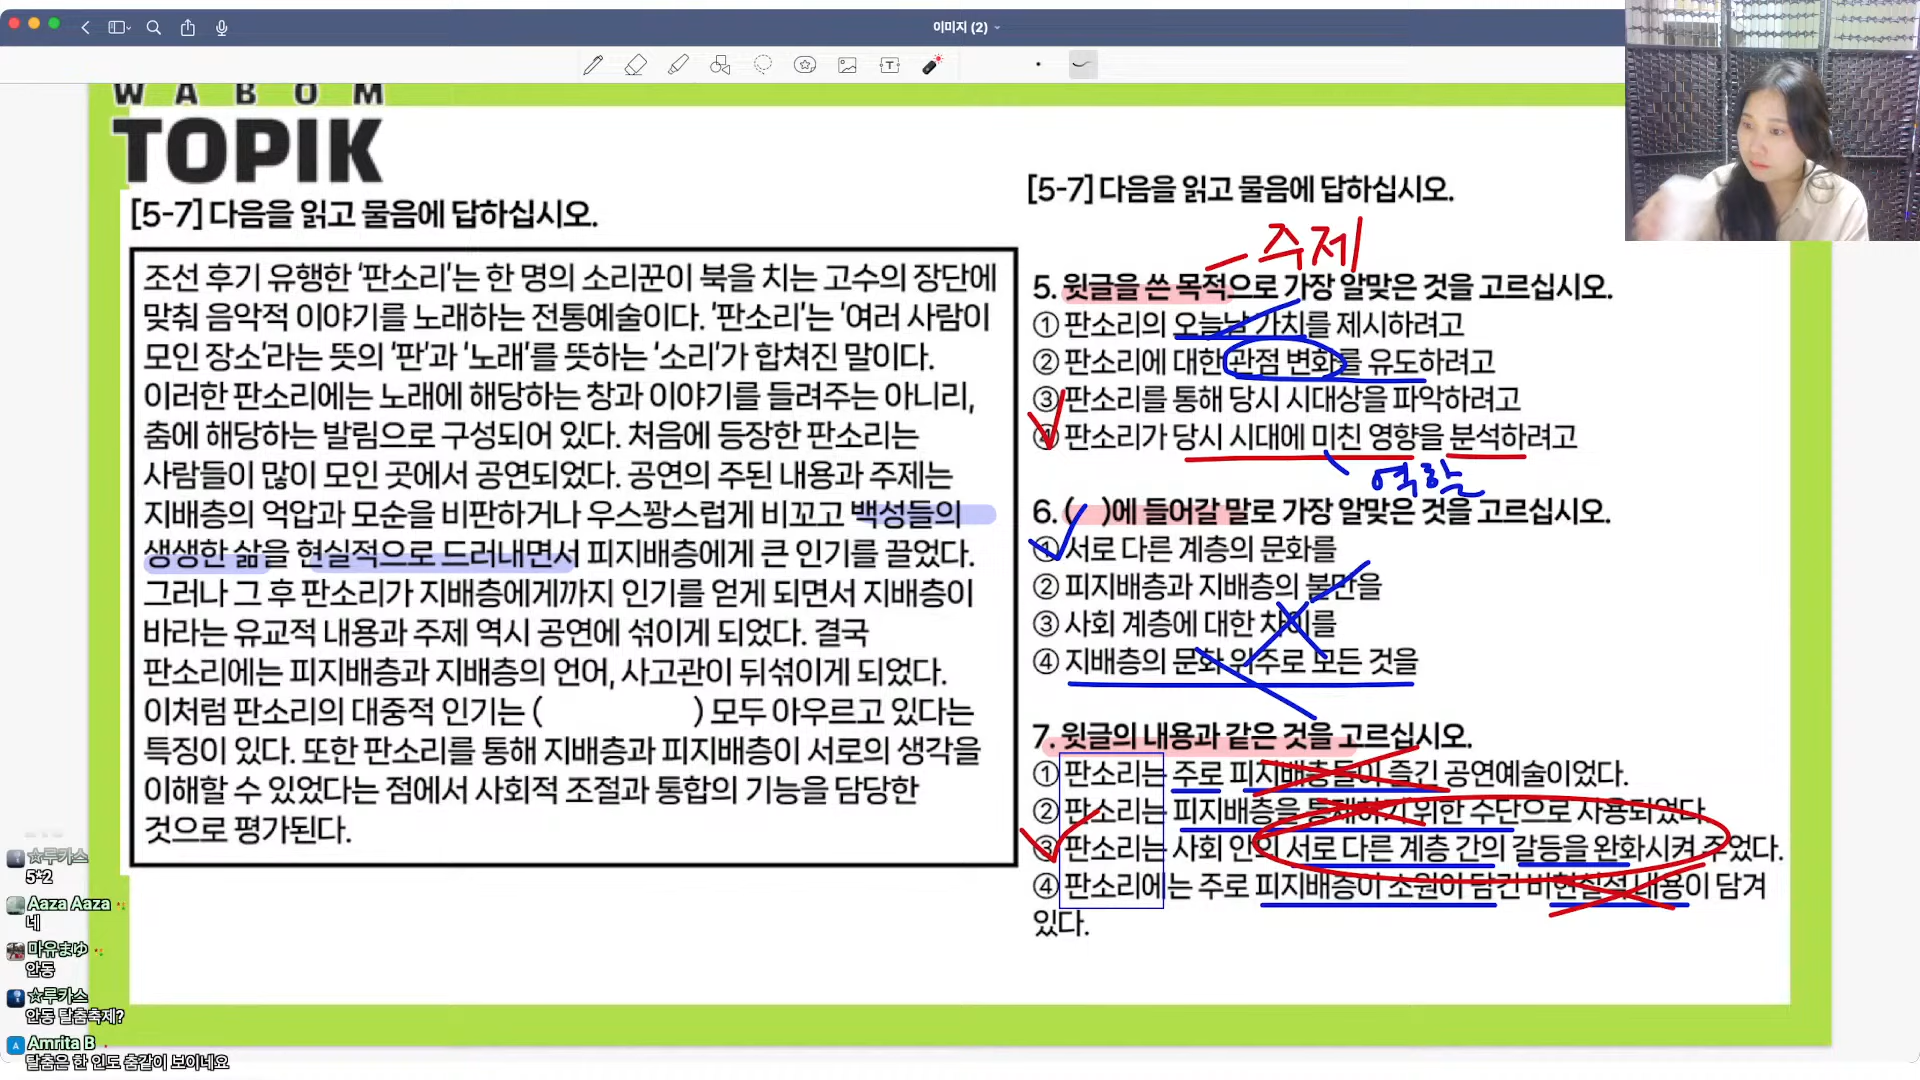 이미지 (2)
WABOM
TOPIK
[5-7] 다음을 읽고 물음에 답하십시오.
조선 후기 유행한 '판소리'는 한 명의 소리꾼이 북을 치는 고수의 장단에
맞춰 음악적 이야기를 노래하는 전통예술이다. '판소리'는 '여러 사람이
모인 장소'라는 뜻의 '판'과 '노래'를 뜻하는 '소리'가 합쳐진 말이다.
이러한 판소리에는 노래에 해당하는 창과 이야기를 들려주는 아니리,
춤에 해당하는 발림으로 구성되어 있다. 처음에 등장한 판소리는
사람들이 많이 모인 곳에서 공연되었다. 공연의 주된 내용과 주제는
지배층의 억압과 모순을 비판하거나 우스꽝스럽게 비꼬고 백성들의
생생한 삶을 현실적으로 드러내면서 피지배층에게 큰 인기를 끌었다.
그러나 그 후 판소리가 지배층에게까지 인기를 얻게 되면서 지배층이
바라는 유교적 내용과 주제 역시 공연에 섞이게 되었다. 결국
판소리에는 피지배층과 지배층의 언어, 사고관이 뒤섞이게 되었다.
이처럼 판소리의 대중적 인기는 ( ) 모두 아우르고 있다는
특징이 있다. 또한 판소리를 통해 지배층과 피지배층이 서로의 생각을
이해할 수 있었다는 점에서 사회적 조절과 통합의 기능을 담당한
것으로 평가된다.
[5-7] 다음을 읽고 물음에 답하십시오.
주제
5. 윗글을 쓴 목적으로 가장 알맞은 것을 고르십시오.
① 판소리의 오늘날 가치를 제시하려고
② 판소리에 대한 관점 변화를 유도하려고
③ 판소리를 통해 당시 시대상을 파악하려고
④ 판소리가 당시 시대에 미친 영향을 분석하려고
역할
6. ( )에 들어갈 말로 가장 알맞은 것을 고르십시오.
① 서로 다른 계층의 문화를
② 피지배층과 지배층의 불만을
③ 사회 계층에 대한 차이를
④ 지배층의 문화 위주로 모든 것을
7. 윗글의 내용과 같은 것을 고르십시오.
① 판소리는 주로 피지배층들이 즐긴 공연예술이었다.
② 판소리는 피지배층을 통제하기 위한 수단으로 사용되었다.
③ 판소리는 사회 안의 서로 다른 계층 간의 갈등을 완화시켜 주었다.
④ 판소리에는 주로 피지배층이 소원이 담긴 비현실적 내용이 담겨
있다.
☆루카스
5*2
Aaza Aaza
네
마유まゆ
안동
☆루카스
안동 탈춤축제?
A Amrita B
탈춤은 한 인도 춤같이 보이네요